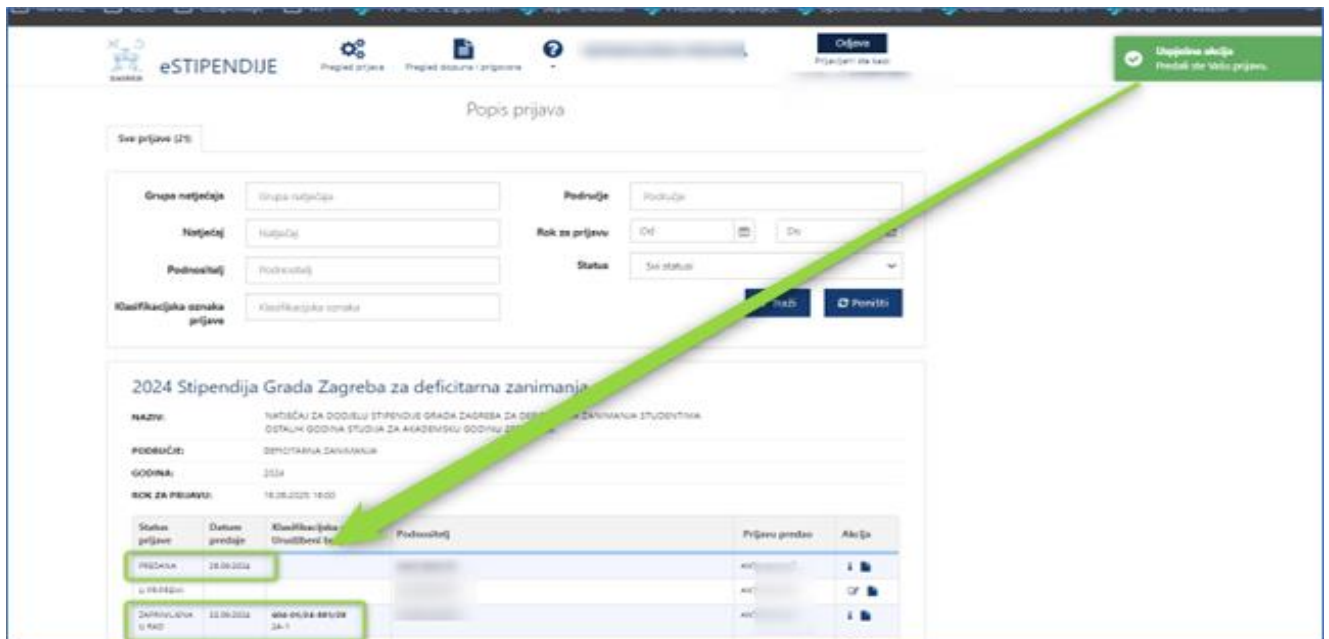 eSTIPENDIJE
Pregled prijava
Pregled dopuna i prigovora
Odjava
Prijavljeni ste kao:
Uspješna akcija
Predali ste Vašu prijavu.
ZAGREB
Popis prijava
Sve prijave (21)
Grupa natječaja
Grupa natječaja
Područje
Područje
Natječaj
Natječaj
Rok za prijavu
Od
Do
Podnositelj
Podnositelj
Status
Svi statusi
Klasifikacijska oznaka prijave
Klasifikacijska oznaka
Traži
Poništi
2024 Stipendija Grada Zagreba za deficitarna zanimanja
NAZIV:
NATJEČAJ ZA DODJELU STIPENDIJE GRADA ZAGREBA ZA ZANIMANJA STUDENTIMA
OSTALIH GODINA STUDIJA ZA AKADEMSKU GODINU
PODRUČJE:
DEFICITARNA ZANIMANJA
GODINA:
2024
ROK ZA PRIJAVU:
Status prijave
Datum predaje
Klasifikacijska
Urudžbeni
Podnositelj
Prijavu predao
Akcija
PREDANA
U PRIPREMI
ZAPRIMLJENA
U RAD